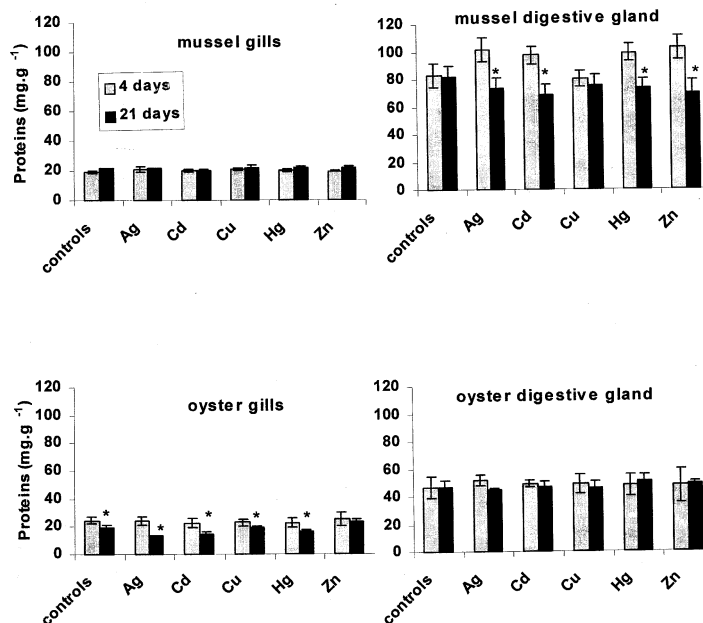 mussel gills
120
100
80
60
40
20
0
Proteins (mg.g -1)
4 days
21 days
controls Ag Cd Cu Hg Zn
mussel digestive gland
120
100
80
60
40
20
0
* * * *
controls Ag Cd Cu Hg Zn
oyster gills
120
100
80
60
40
20
0
Proteins (mg.g -1)
* * * * *
controls Ag Cd Cu Hg Zn
oyster digestive gland
120
100
80
60
40
20
0
controls Ag Cd Cu Hg Zn